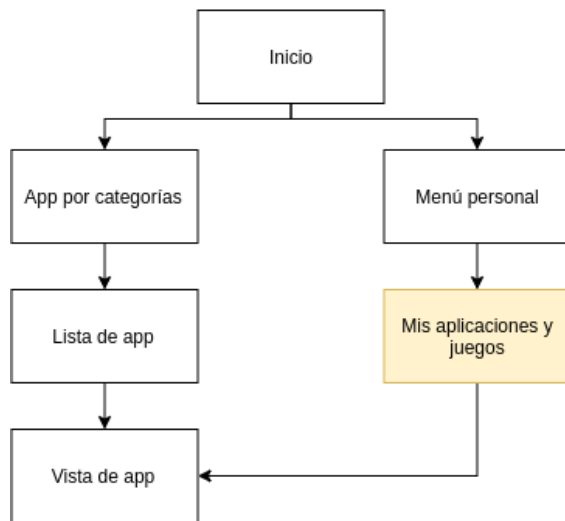 Inicio
App por categorías
Menú personal
Lista de app
Mis aplicaciones y
juegos
Vista de app